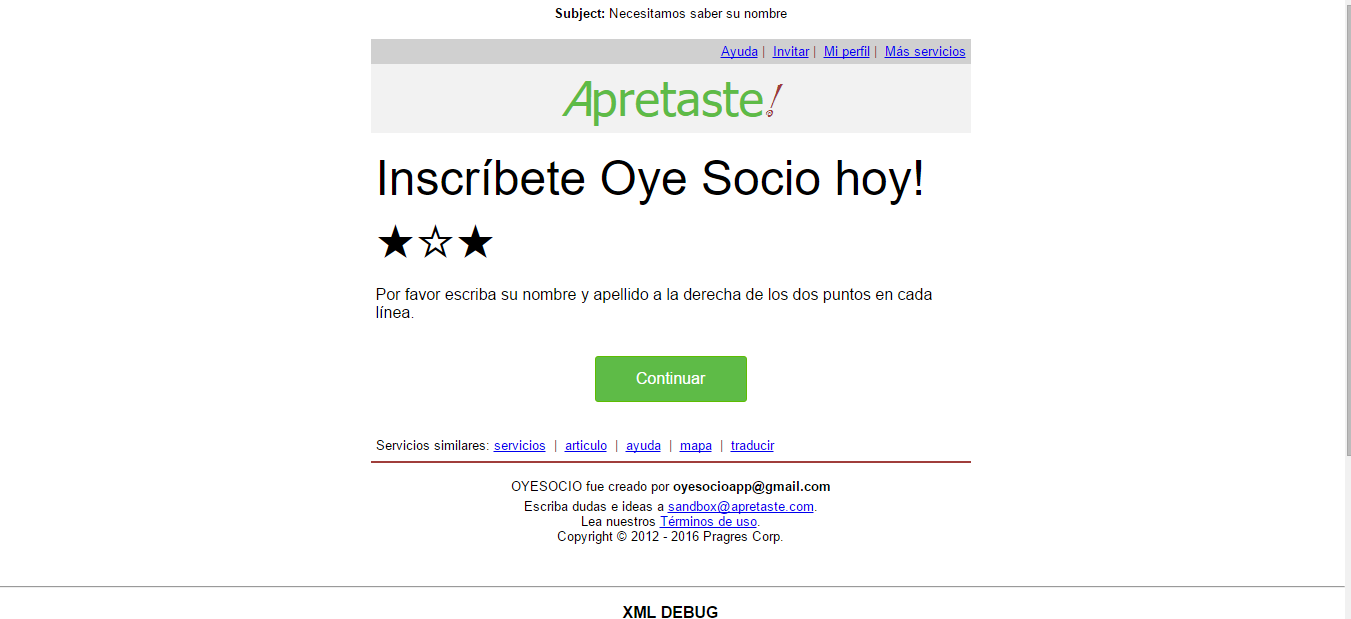 Subject: Necesitamos saber su nombre
Ayuda | Invitar | Mi perfil | Más servicios
Apretaste!
Inscríbete Oye Socio hoy!
★☆★
Por favor escriba su nombre y apellido a la derecha de los dos puntos en cada
línea.
Continuar
Servicios similares: servicios | articulo | ayuda | mapa | traducir
OYESOCIO fue creado por oyesocioapp@gmail.com
Escriba dudas e ideas a sandbox@apretaste.com.
Lea nuestros Términos de uso.
Copyright © 2012 - 2016 Pragres Corp.
XML DEBUG